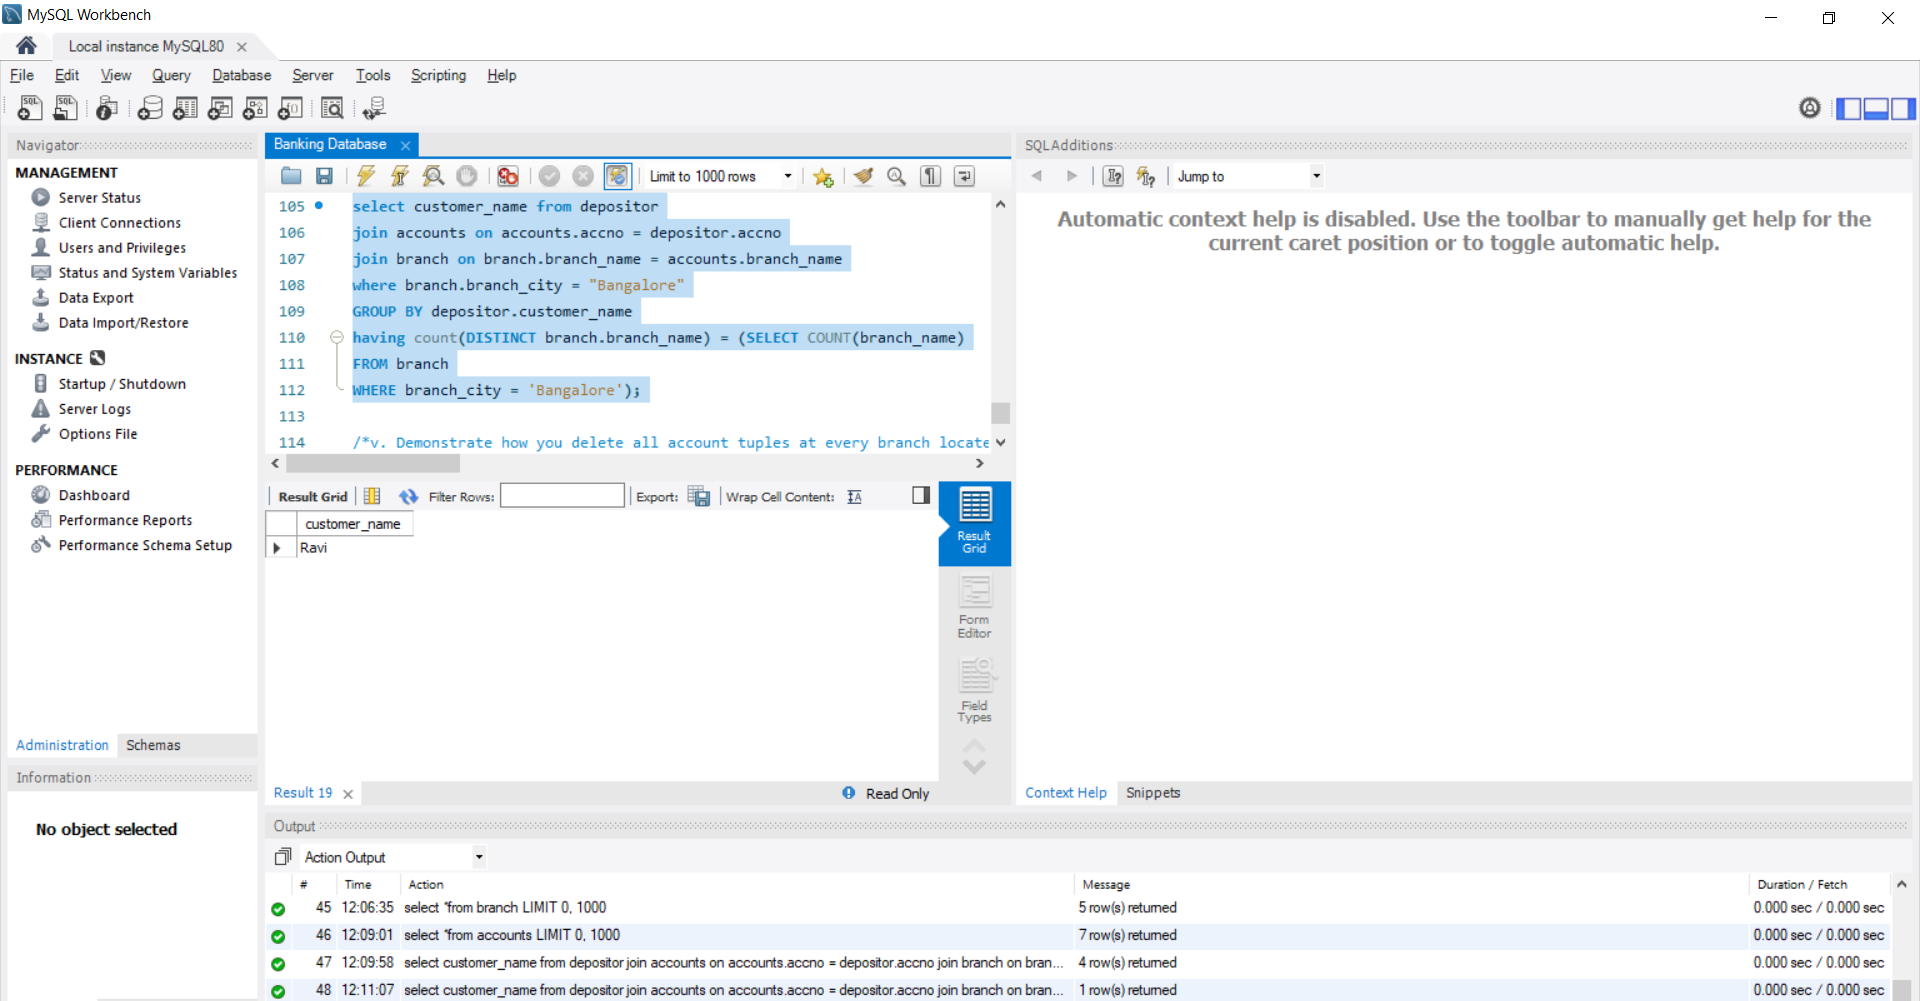 MySQL Workbench
Local instance MySQL80
File Edit View Query Database Server Tools Scripting Help
Navigator
MANAGEMENT
Server Status
Client Connections
Users and Privileges
Status and System Variables
Data Export
Data Import/Restore
INSTANCE
Startup / Shutdown
Server Logs
Options File
PERFORMANCE
Dashboard
Performance Reports
Performance Schema Setup
Administration Schemas
Information
No object selected
Banking Database
Limit to 1000 rows
105 select customer_name from depositor
106 join accounts on accounts.accno = depositor.accno
107 join branch on branch.branch_name = accounts.branch_name
108 where branch.branch_city = "Bangalore"
109 GROUP BY depositor.customer_name
110 having count(DISTINCT branch.branch_name) = (SELECT COUNT(branch_name)
111 FROM branch
112 WHERE branch_city = 'Bangalore');
113
114 /*v. Demonstrate how you delete all account tuples at every branch locate
Result Grid Filter Rows: Export: Wrap Cell Content:
customer_name
Ravi
Result Grid
Form Editor
Field Types
Result 19 Read Only
SQLAdditions
Jump to
Automatic context help is disabled. Use the toolbar to manually get help for the
current caret position or to toggle automatic help.
Context Help Snippets
Output
Action Output
# Time Action Message Duration / Fetch
45 12:06:35 select *from branch LIMIT 0, 1000 5 row(s) returned 0.000 sec / 0.000 sec
46 12:09:01 select *from accounts LIMIT 0, 1000 7 row(s) returned 0.000 sec / 0.000 sec
47 12:09:58 select customer_name from depositor join accounts on accounts.accno = depositor.accno join branch on bran... 4 row(s) returned 0.000 sec / 0.000 sec
48 12:11:07 select customer_name from depositor join accounts on accounts.accno = depositor.accno join branch on bran... 1 row(s) returned 0.000 sec / 0.000 sec